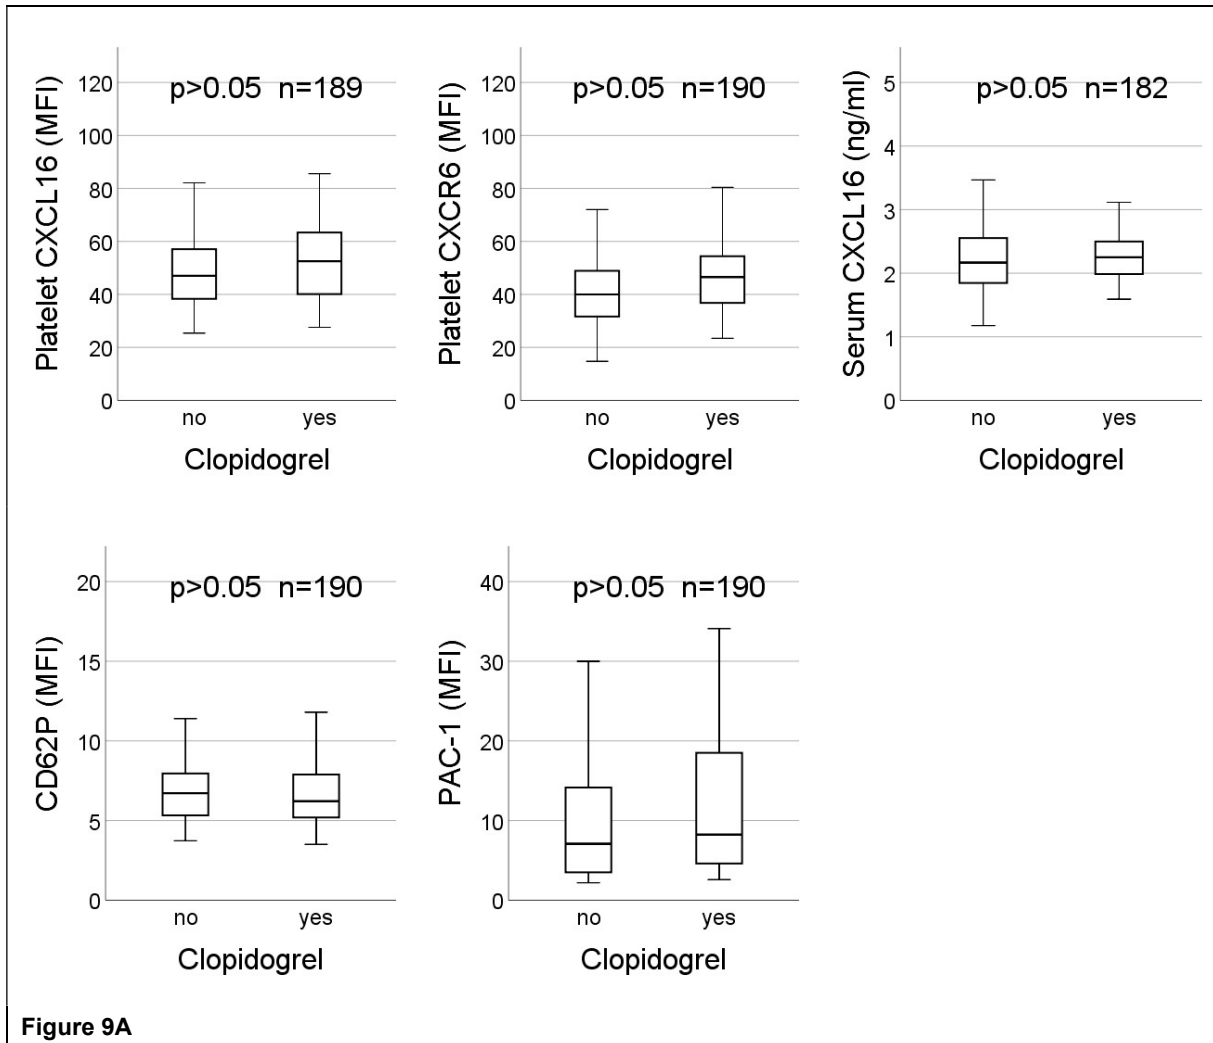 Platelet CXCL16 (MFI)
120
100
80
60
40
20
0
p>0.05 n=189
no yes
Clopidogrel
Platelet CXCR6 (MFI)
120
100
80
60
40
20
0
p>0.05 n=190
no yes
Clopidogrel
Serum CXCL16 (ng/ml)
5
4
3
2
1
0
p>0.05 n=182
no yes
Clopidogrel
CD62P (MFI)
20
15
10
5
0
p>0.05 n=190
no yes
Clopidogrel
PAC-1 (MFI)
40
30
20
10
0
p>0.05 n=190
no yes
Clopidogrel
Figure 9A